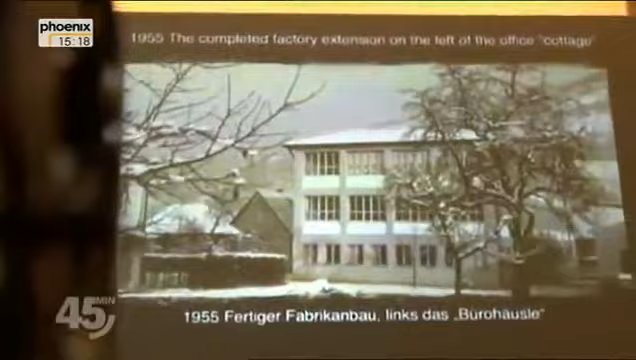 phoenix
15:18
1955 The completed factory extension on the left of the office "cottage"
45 MIN
1955 Fertiger Fabrikanbau, links das „Bürohäusle"